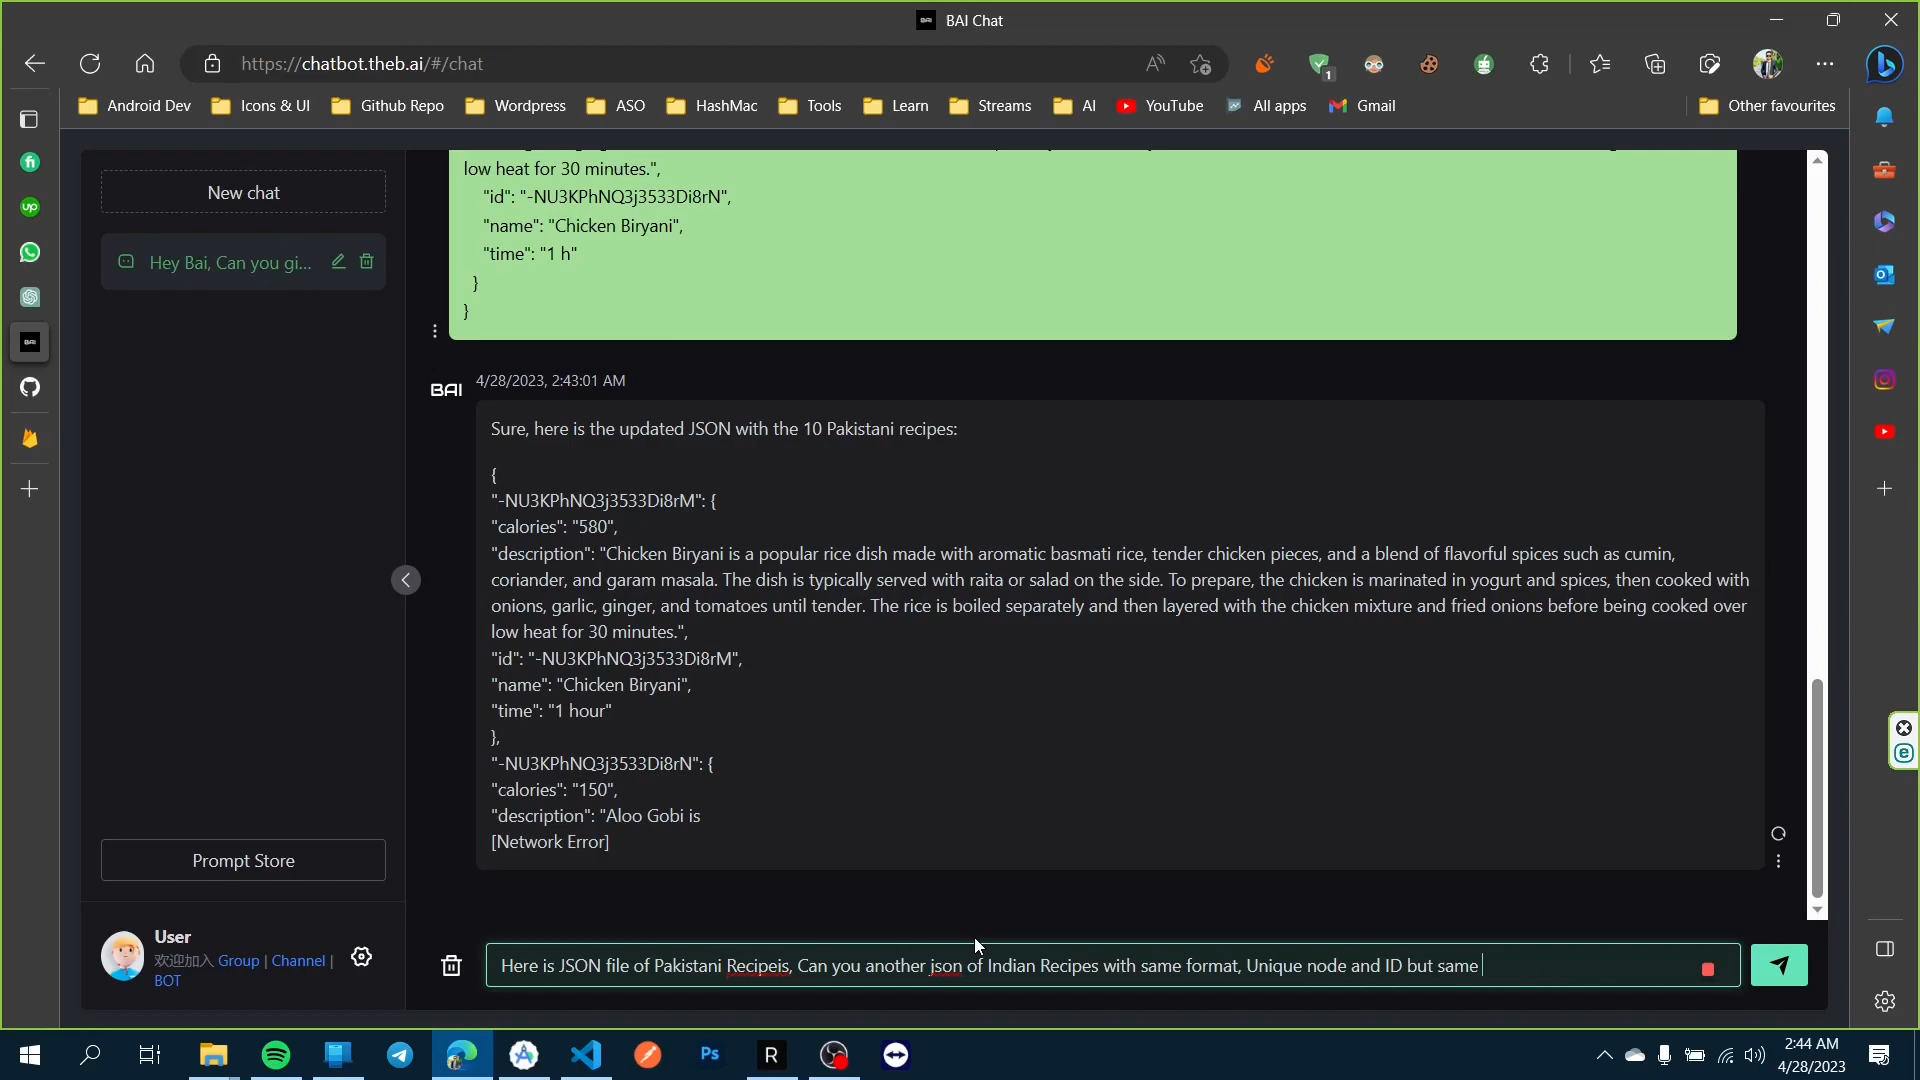 BAI Chat
https://chatbot.theb.ai/#/chat
1
Android Dev Icons & UI Github Repo Wordpress ASO HashMac Tools Learn Streams AI YouTube All apps Gmail Other favourites
New chat
Hey Bai, Can you gi...
low heat for 30 minutes.",
"id": "-NU3KPhNQ3j3533Di8rN",
"name": "Chicken Biryani",
"time": "1 h"
}
}
BAI
4/28/2023, 2:43:01 AM
Sure, here is the updated JSON with the 10 Pakistani recipes:
{
"-NU3KPhNQ3j3533Di8rM": {
"calories": "580",
"description": "Chicken Biryani is a popular rice dish made with aromatic basmati rice, tender chicken pieces, and a blend of flavorful spices such as cumin,
coriander, and garam masala. The dish is typically served with raita or salad on the side. To prepare, the chicken is marinated in yogurt and spices, then cooked with
onions, garlic, ginger, and tomatoes until tender. The rice is boiled separately and then layered with the chicken mixture and fried onions before being cooked over
low heat for 30 minutes.",
"id": "-NU3KPhNQ3j3533Di8rM",
"name": "Chicken Biryani",
"time": "1 hour"
},
"-NU3KPhNQ3j3533Di8rN": {
"calories": "150",
"description": "Aloo Gobi is
[Network Error]
Prompt Store
User
欢迎加入 Group | Channel |
BOT
Here is JSON file of Pakistani Recipeis, Can you another json of Indian Recipes with same format, Unique node and ID but same
2:44 AM
4/28/2023